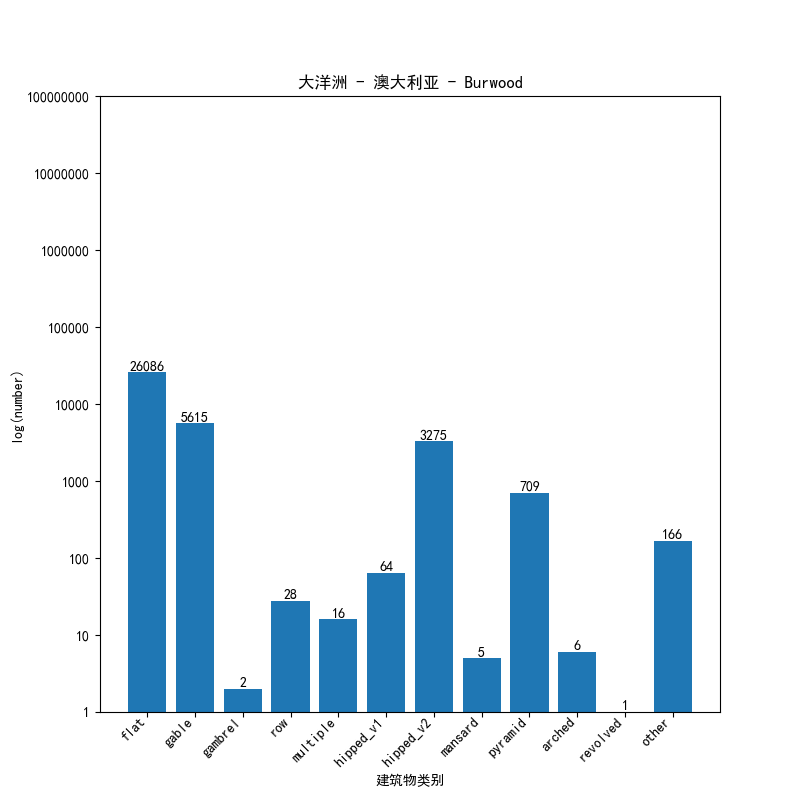 大洋洲 - 澳大利亚 - Burwood
100000000
10000000
1000000
100000
10000
1000
100
10
1
log(number)
26086
5615
2
28
16
64
3275
5
709
6
1
166
flat
gable
gambrel
row
multiple
hipped_v1
hipped_v2
mansard
pyramid
arched
revolved
other
建筑物类别